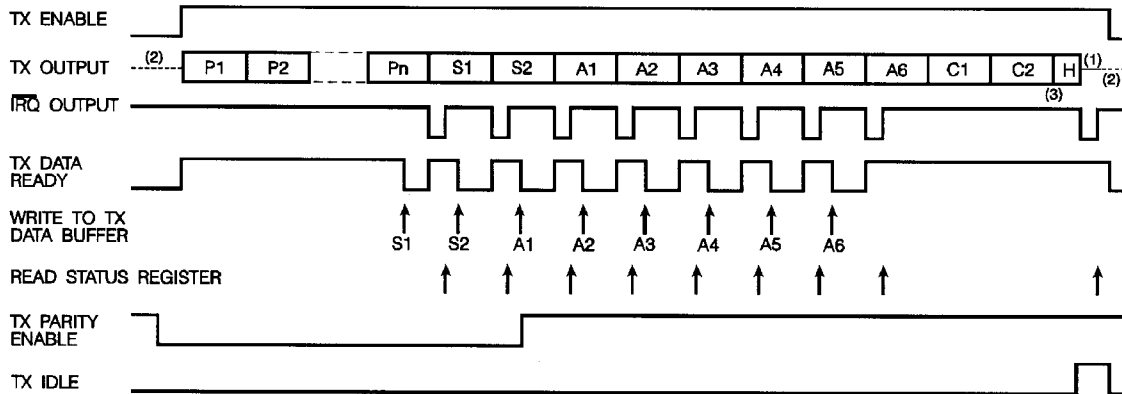 TX ENABLE
TX OUTPUT (2) P1 P2 Pn S1 S2 A1 A2 A3 A4 A5 A6 C1 C2 H (1) (2)
(3)
IRQ OUTPUT
TX DATA
READY
WRITE TO TX
DATA BUFFER
S1 S2 A1 A2 A3 A4 A5 A6
READ STATUS REGISTER
TX PARITY
ENABLE
TX IDLE